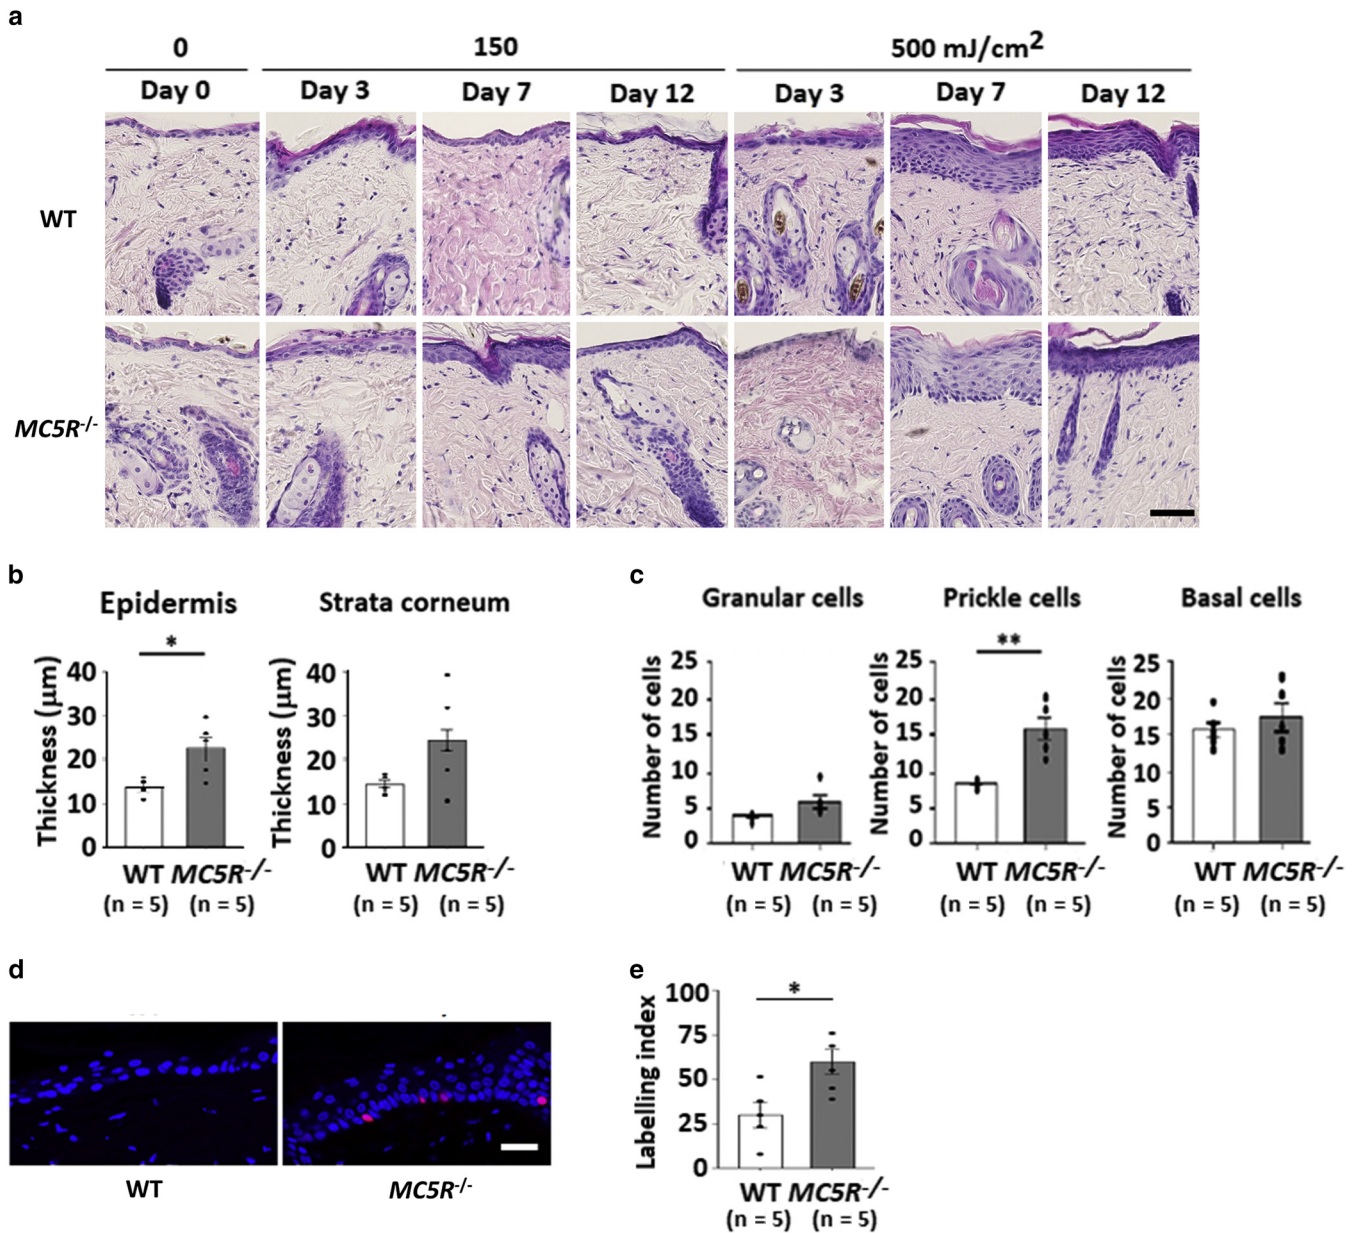 a
0 150 500 mJ/cm²
Day 0 Day 3 Day 7 Day 12 Day 3 Day 7 Day 12
WT
MC5R-/-
b
Epidermis
*
Thickness (μm)
40
30
20
10
0
WT MC5R-/-
(n = 5) (n = 5)
Strata corneum
Thickness (μm)
40
30
20
10
0
WT MC5R-/-
(n = 5) (n = 5)
c
Granular cells
Number of cells
25
20
15
10
5
0
WT MC5R-/-
(n = 5) (n = 5)
Prickle cells
**
Number of cells
25
20
15
10
5
0
WT MC5R-/-
(n = 5) (n = 5)
Basal cells
Number of cells
25
20
15
10
5
0
WT MC5R-/-
(n = 5) (n = 5)
d
WT
MC5R-/-
e
*
Labelling index
100
75
50
25
0
WT MC5R-/-
(n = 5) (n = 5)